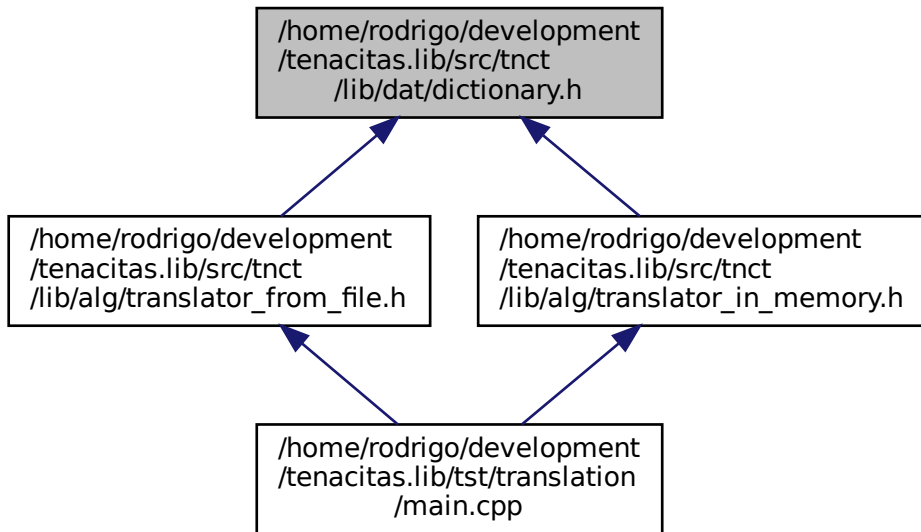 /home/rodrigo/development
/tenacitas.lib/src/tnct
/lib/dat/dictionary.h
/home/rodrigo/development
/tenacitas.lib/src/tnct
/lib/alg/translator_from_file.h
/home/rodrigo/development
/tenacitas.lib/src/tnct
/lib/alg/translator_in_memory.h
/home/rodrigo/development
/tenacitas.lib/tst/translation
/main.cpp